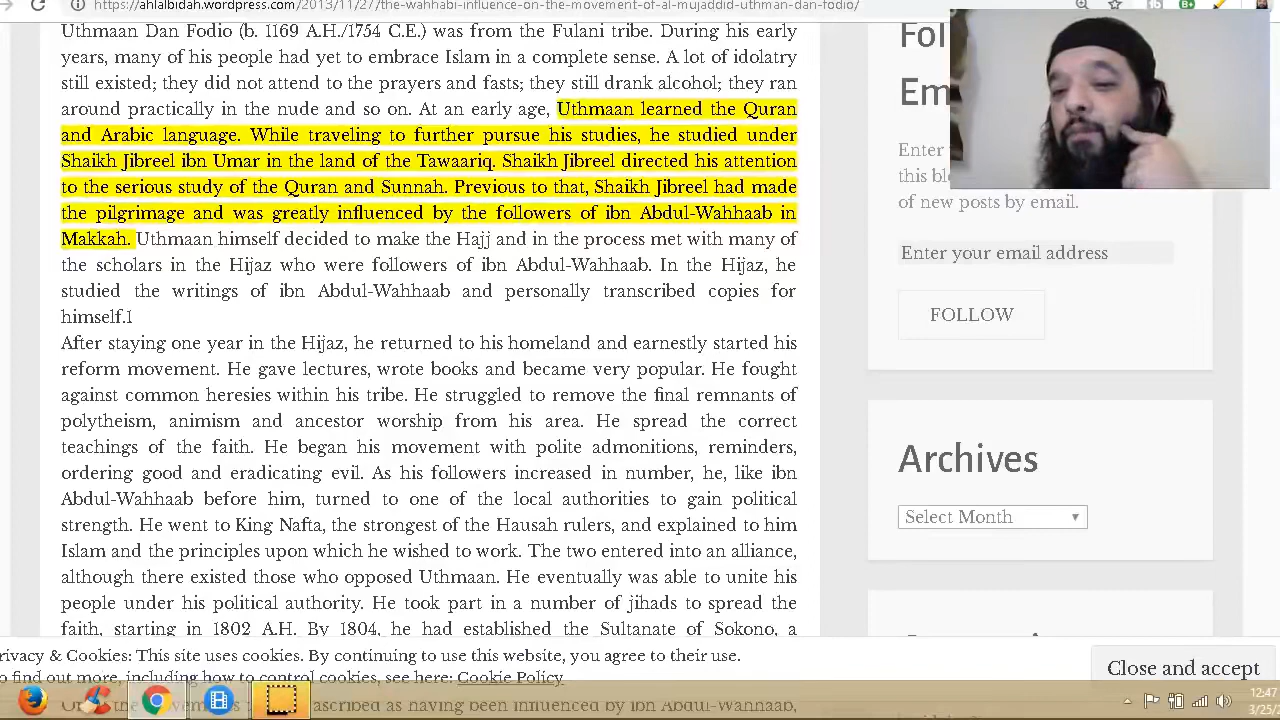 https://ahlalbidah.wordpress.com/2013/11/27/the-wahhabi-influence-on-the-movement-of-al-mujaddid-uthman-dan-fodio/
Uthmaan Dan Fodio (b. 1169 A.H./1754 C.E.) was from the Fulani tribe. During his early
years, many of his people had yet to embrace Islam in a complete sense. A lot of idolatry
still existed; they did not attend to the prayers and fasts; they still drank alcohol; they ran
around practically in the nude and so on. At an early age, Uthmaan learned the Quran
and Arabic language. While traveling to further pursue his studies, he studied under
Shaikh Jibreel ibn Umar in the land of the Tawaariq. Shaikh Jibreel directed his attention
to the serious study of the Quran and Sunnah. Previous to that, Shaikh Jibreel had made
the pilgrimage and was greatly influenced by the followers of ibn Abdul-Wahhaab in
Makkah. Uthmaan himself decided to make the Hajj and in the process met with many of
the scholars in the Hijaz who were followers of ibn Abdul-Wahhaab. In the Hijaz, he
studied the writings of ibn Abdul-Wahhaab and personally transcribed copies for
himself.1
After staying one year in the Hijaz, he returned to his homeland and earnestly started his
reform movement. He gave lectures, wrote books and became very popular. He fought
against common heresies within his tribe. He struggled to remove the final remnants of
polytheism, animism and ancestor worship from his area. He spread the correct
teachings of the faith. He began his movement with polite admonitions, reminders,
ordering good and eradicating evil. As his followers increased in number, he, like ibn
Abdul-Wahhaab before him, turned to one of the local authorities to gain political
strength. He went to King Nafta, the strongest of the Hausah rulers, and explained to him
Islam and the principles upon which he wished to work. The two entered into an alliance,
although there existed those who opposed Uthmaan. He eventually was able to unite his
people under his political authority. He took part in a number of jihads to spread the
faith, starting in 1802 A.H. By 1804, he had established the Sultanate of Sokono, a
Fol
Em
Enter
this bl
of new posts by email.
Enter your email address
FOLLOW
Archives
Select Month
rivacy & Cookies: This site uses cookies. By continuing to use this website, you agree to their use.
o find out more, including how to control cookies, see here: Cookie Policy
Close and accept
ascribed as having been influenced by ibn Abdul-Wahhaab,
12:47
3/25/